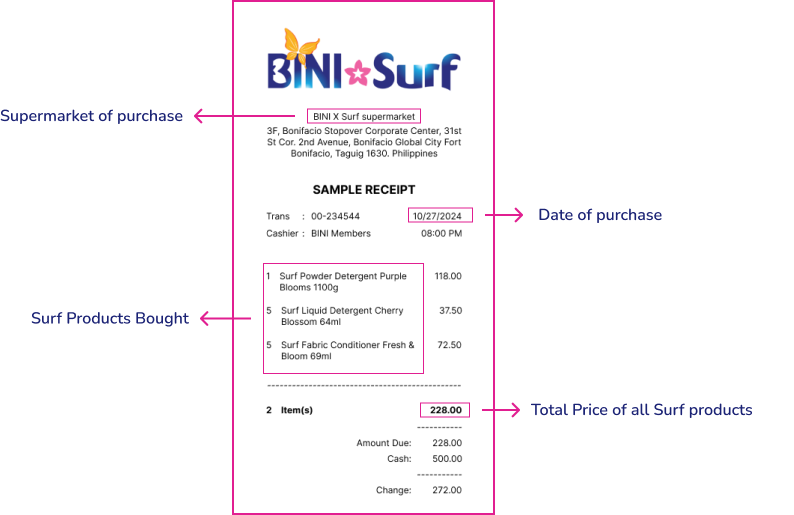 BINI Surf
Supermarket of purchase
BINI X Surf supermarket
3F, Bonifacio Stopover Corporate Center, 31st
St Cor. 2nd Avenue, Bonifacio Global City Fort
Bonifacio, Taguig 1630. Philippines
SAMPLE RECEIPT
Trans : 00-234544 10/27/2024
Date of purchase
Cashier : BINI Members 08:00 PM
1 Surf Powder Detergent Purple 118.00
Blooms 1100g
Surf Products Bought
5 Surf Liquid Detergent Cherry 37.50
Blossom 64ml
5 Surf Fabric Conditioner Fresh & 72.50
Bloom 69ml
-----------------------------------------------
2 Item(s) 228.00
Total Price of all Surf products
-----------
Amount Due: 228.00
Cash: 500.00
-----------
Change: 272.00